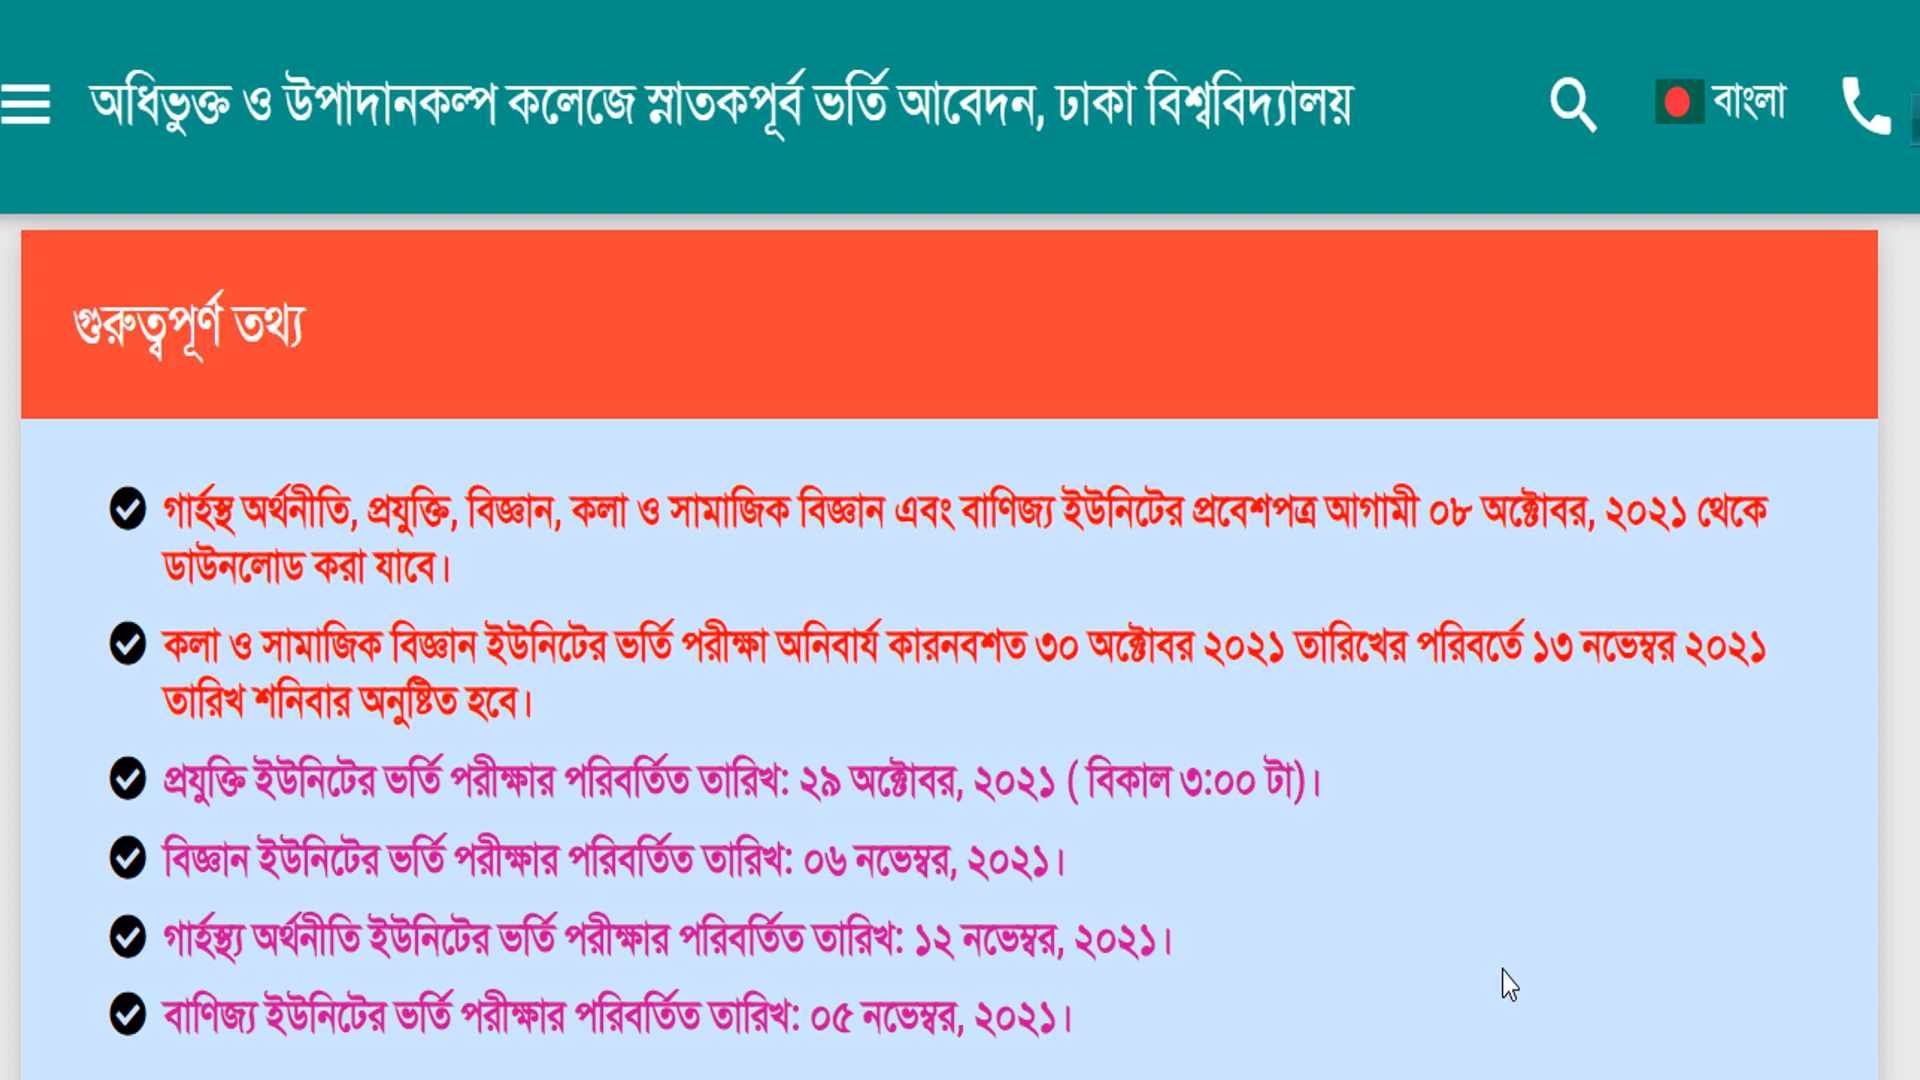 অধিভুক্ত ও উপাদানকল্প কলেজে স্নাতকপূর্ব ভর্তি আবেদন, ঢাকা বিশ্ববিদ্যালয়
বাংলা
গুরুত্বপূর্ণ তথ্য
গার্হস্থ অর্থনীতি, প্রযুক্তি, বিজ্ঞান, কলা ও সামাজিক বিজ্ঞান এবং বাণিজ্য ইউনিটের প্রবেশপত্র আগামী ০৮ অক্টোবর, ২০২১ থেকে
ডাউনলোড করা যাবে।
কলা ও সামাজিক বিজ্ঞান ইউনিটের ভর্তি পরীক্ষা অনিবার্য কারনবশত ৩০ অক্টোবর ২০২১ তারিখের পরিবর্তে ১৩ নভেম্বর ২০২১
তারিখ শনিবার অনুষ্টিত হবে।
প্রযুক্তি ইউনিটের ভর্তি পরীক্ষার পরিবর্তিত তারিখ: ২৯ অক্টোবর, ২০২১ ( বিকাল ৩:০০ টা)।
বিজ্ঞান ইউনিটের ভর্তি পরীক্ষার পরিবর্তিত তারিখ: ০৬ নভেম্বর, ২০২১।
গার্হস্থ্য অর্থনীতি ইউনিটের ভর্তি পরীক্ষার পরিবর্তিত তারিখ: ১২ নভেম্বর, ২০২১।
বাণিজ্য ইউনিটের ভর্তি পরীক্ষার পরিবর্তিত তারিখ: ০৫ নভেম্বর, ২০২১।